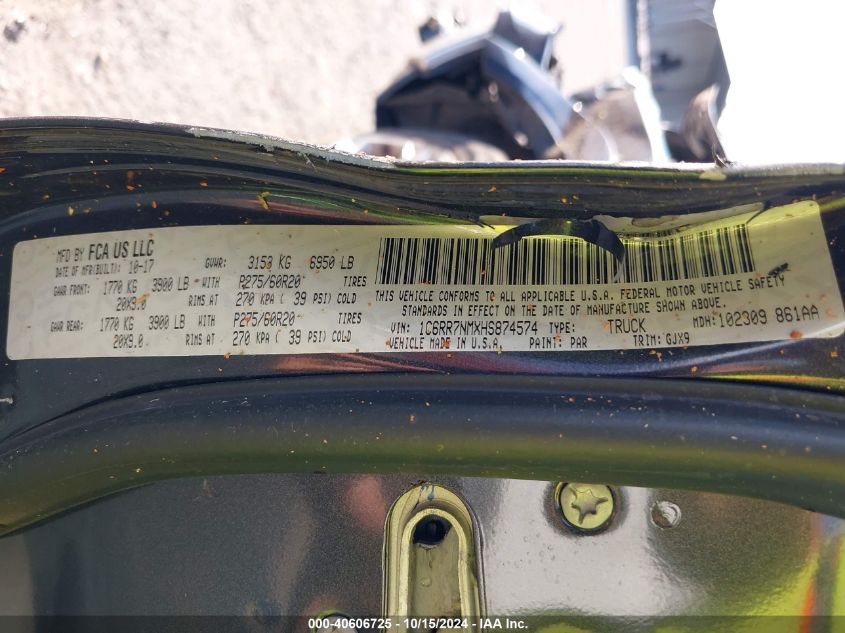 MFD BY FCA US LLC
DATE OF MFR(BUILT): 10-17 GVWR: 3153 KG 6950 LB
GAWR FRONT: 1770 KG 3900 LB WITH P275/60R20 TIRES
20X9.0 RIMS AT 270 KPA ( 39 PSI) COLD
GAWR REAR: 1770 KG 3900 LB WITH P275/60R20 TIRES
20X9.0 RIMS AT 270 KPA ( 39 PSI) COLD
THIS VEHICLE CONFORMS TO ALL APPLICABLE U.S.A. FEDERAL MOTOR VEHICLE SAFETY
STANDARDS IN EFFECT ON THE DATE OF MANUFACTURE SHOWN ABOVE.
VIN: 1C6RR7NMXHS874574 TYPE: TRUCK MDH: 102309 861AA
VEHICLE MADE IN U.S.A. PAINT: PAR TRIM: GJX9
000-40606725 - 10/15/2024 - IAA Inc.